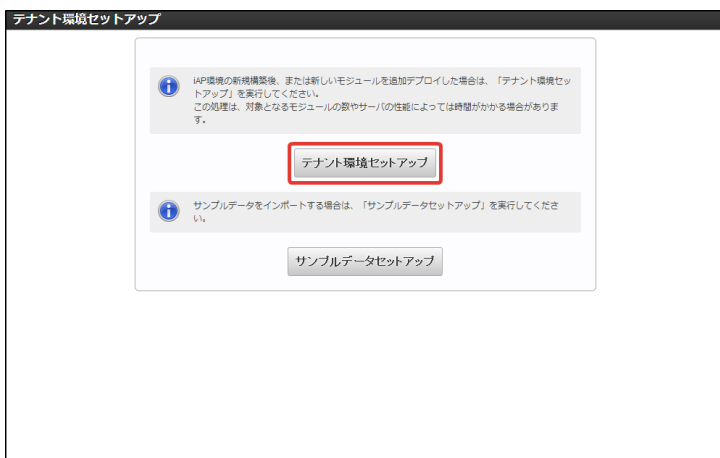 テナント環境セットアップ
iAP環境の新規構築後、または新しいモジュールを追加デプロイした場合は、「テナント環境セッ
トアップ」を実行してください。
この処理は、対象となるモジュールの数やサーバの性能によっては時間がかかる場合がありま
す。
テナント環境セットアップ
サンプルデータをインポートする場合は、「サンプルデータセットアップ」を実行してくださ
い。
サンプルデータセットアップ